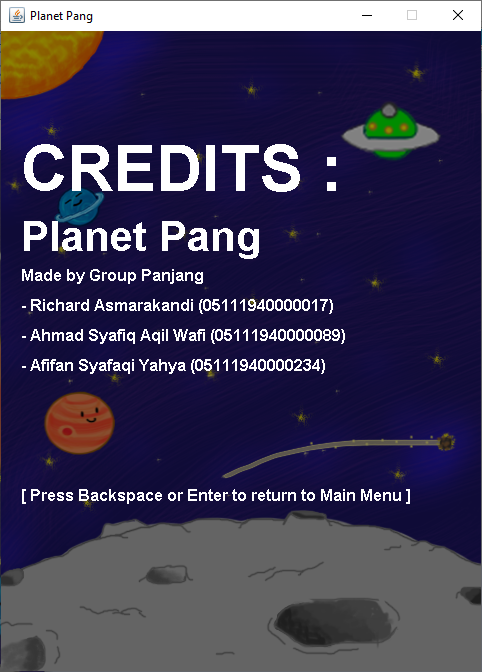 Planet Pang
CREDITS :
Planet Pang
Made by Group Panjang
- Richard Asmarakandi (05111940000017)
- Ahmad Syafiq Aqil Wafi (05111940000089)
- Afifan Syafaqi Yahya (05111940000234)
[ Press Backspace or Enter to return to Main Menu ]